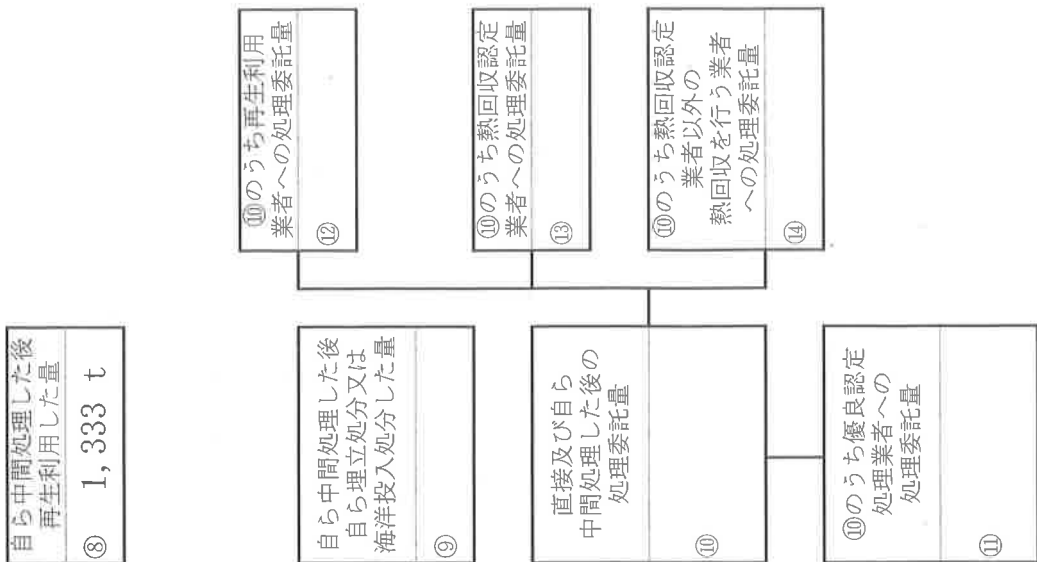 自ら中間処理した後
再生利用した量
⑧ 1,333 t
自ら中間処理した後
自ら埋立処分又は
海洋投入処分した量
⑨
直接及び自ら
中間処理した後の
処理委託量
⑩
⑩のうち優良認定
処理業者への
処理委託量
⑪
⑩のうち再生利用
業者への処理委託量
⑫
⑩のうち熱回収認定
業者への処理委託量
⑬
⑩のうち熱回収認定
業者以外の
熱回収を行う業者
への処理委託量
⑭